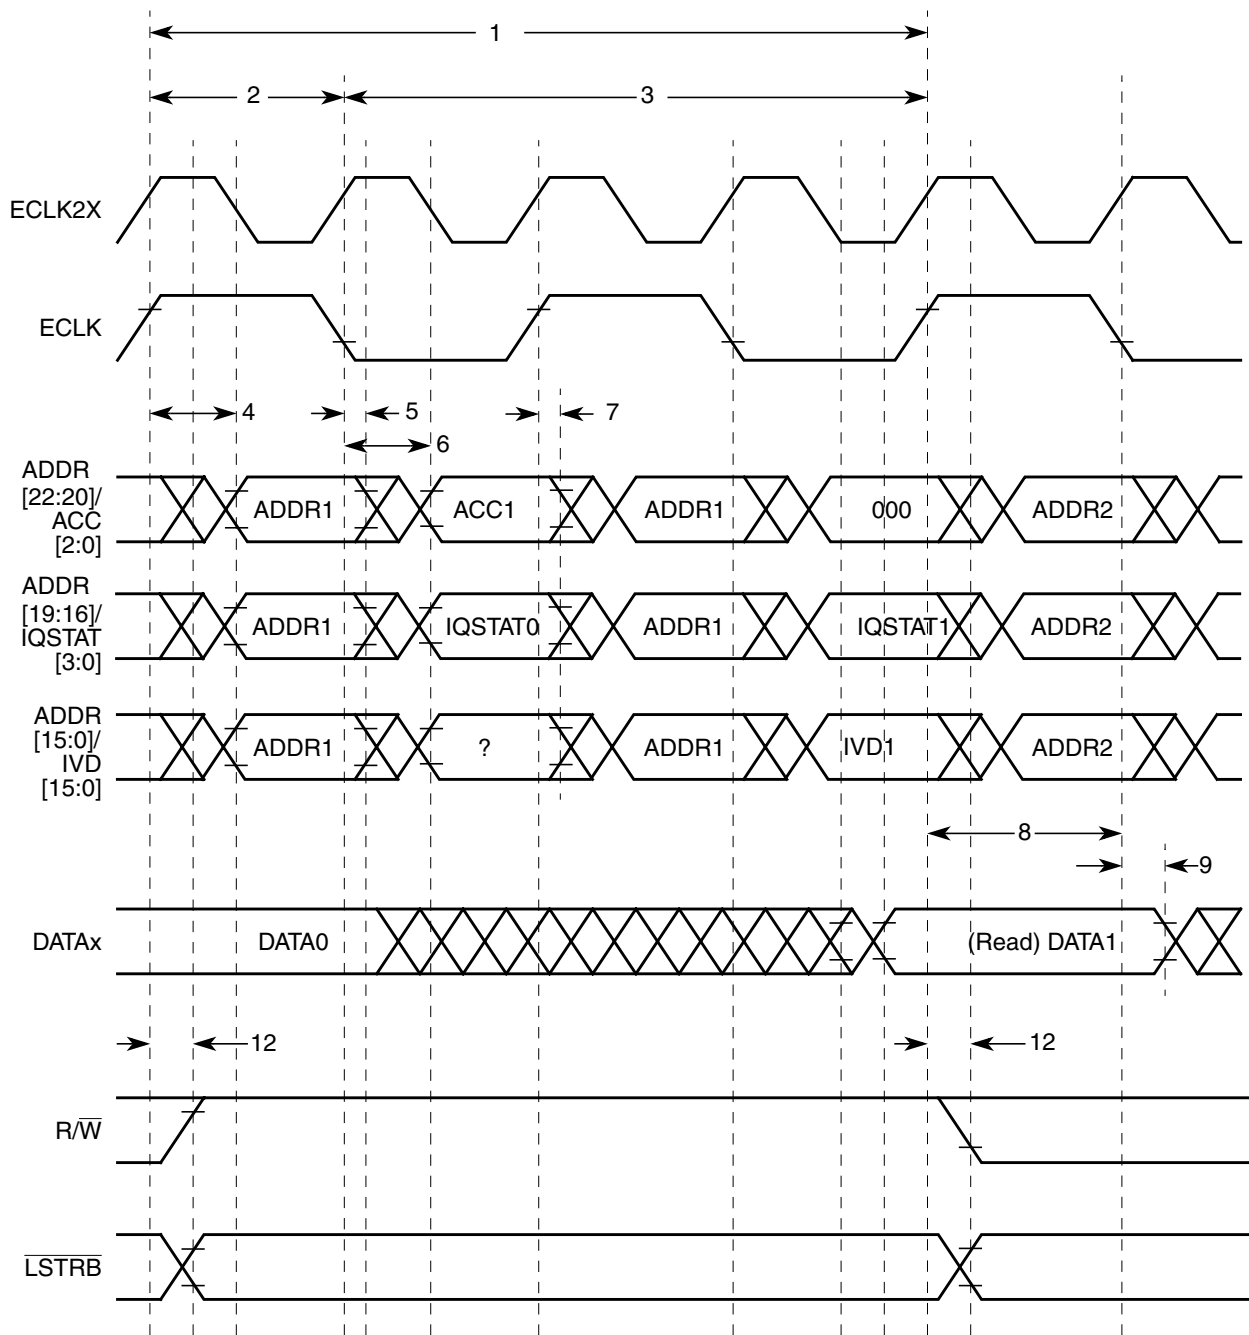 1
2 3
ECLK2X
ECLK
4 5 7
6
ADDR
[22:20]/
ACC
[2:0]
ADDR1 ACC1 ADDR1 000 ADDR2
ADDR
[19:16]/
IQSTAT
[3:0]
ADDR1 IQSTAT0 ADDR1 IQSTAT1 ADDR2
ADDR
[15:0]/
IVD
[15:0]
ADDR1 ? ADDR1 IVD1 ADDR2
8
9
DATAx DATA0 (Read) DATA1
12 12
R/W̅
L̅S̅T̅R̅B̅